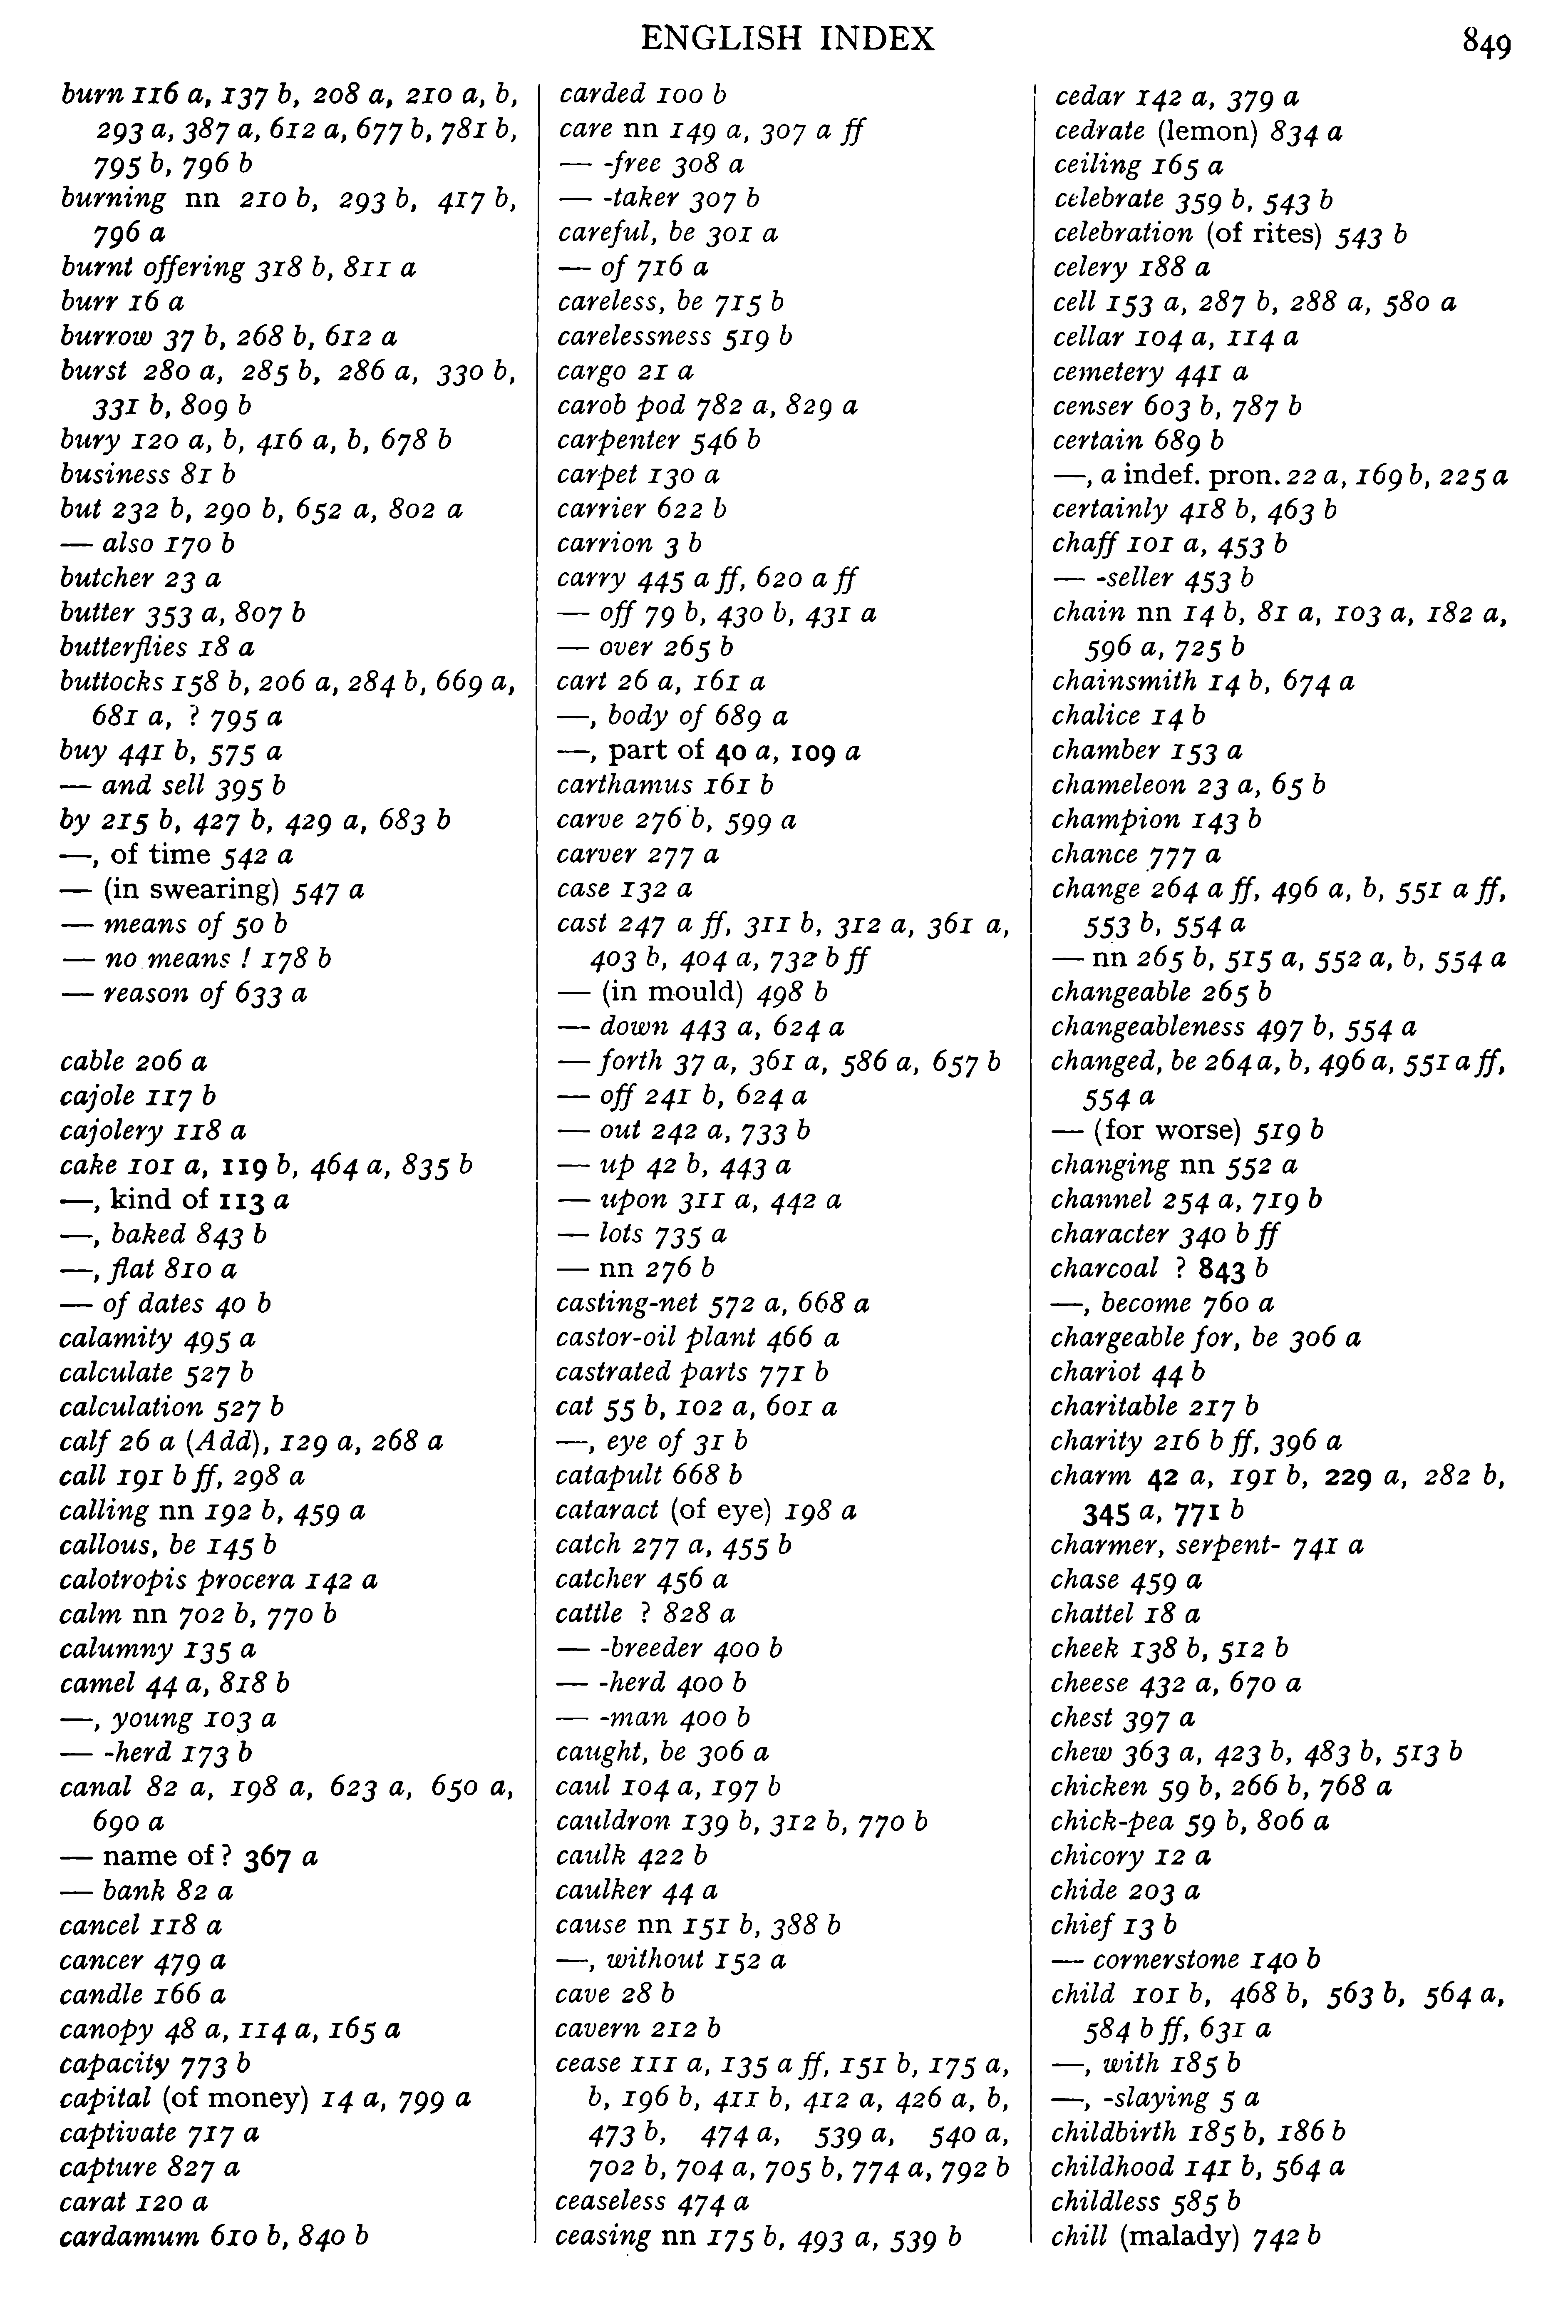 ENGLISH INDEX
849
burn 116 a, 137 b, 208 a, 210 a, b,
293 a, 387 a, 612 a, 677 b, 781 b,
795 b, 796 b
burning nn 210 b, 293 b, 417 b,
796 a
burnt offering 318 b, 811 a
burr 16 a
burrow 37 b, 268 b, 612 a
burst 280 a, 285 b, 286 a, 330 b,
331 b, 809 b
bury 120 a, b, 416 a, b, 678 b
business 81 b
but 232 b, 290 b, 652 a, 802 a
— also 170 b
butcher 23 a
butter 353 a, 807 b
butterflies 18 a
buttocks 158 b, 206 a, 284 b, 669 a,
681 a, ? 795 a
buy 441 b, 575 a
— and sell 395 b
by 215 b, 427 b, 429 a, 683 b
—, of time 542 a
— (in swearing) 547 a
— means of 50 b
— no means ! 178 b
— reason of 633 a
cable 206 a
cajole 117 b
cajolery 118 a
cake 101 a, 119 b, 464 a, 835 b
—, kind of 113 a
—, baked 843 b
—, flat 810 a
— of dates 40 b
calamity 495 a
calculate 527 b
calculation 527 b
calf 26 a (Add), 129 a, 268 a
call 191 b ff, 298 a
calling nn 192 b, 459 a
callous, be 145 b
calotropis procera 142 a
calm nn 702 b, 770 b
calumny 135 a
camel 44 a, 818 b
—, young 103 a
— -herd 173 b
canal 82 a, 198 a, 623 a, 650 a,
690 a
— name of ? 367 a
— bank 82 a
cancel 118 a
cancer 479 a
candle 166 a
canopy 48 a, 114 a, 165 a
capacity 773 b
capital (of money) 14 a, 799 a
captivate 717 a
capture 827 a
carat 120 a
cardamum 610 b, 840 b
carded 100 b
care nn 149 a, 307 a ff
— -free 308 a
— -taker 307 b
careful, be 301 a
— of 716 a
careless, be 715 b
carelessness 519 b
cargo 21 a
carob pod 782 a, 829 a
carpenter 546 b
carpet 130 a
carrier 622 b
carrion 3 b
carry 445 a ff, 620 a ff
— off 79 b, 430 b, 431 a
— over 265 b
cart 26 a, 161 a
—, body of 689 a
—, part of 40 a, 109 a
carthamus 161 b
carve 276 b, 599 a
carver 277 a
case 132 a
cast 247 a ff, 311 b, 312 a, 361 a,
403 b, 404 a, 732 b ff
— (in mould) 498 b
— down 443 a, 624 a
— forth 37 a, 361 a, 586 a, 657 b
— off 241 b, 624 a
— out 242 a, 733 b
— up 42 b, 443 a
— upon 311 a, 442 a
— lots 735 a
— nn 276 b
casting-net 572 a, 668 a
castor-oil plant 466 a
castrated parts 771 b
cat 55 b, 102 a, 601 a
—, eye of 31 b
catapult 668 b
cataract (of eye) 198 a
catch 277 a, 455 b
catcher 456 a
cattle ? 828 a
— -breeder 400 b
— -herd 400 b
— -man 400 b
caught, be 306 a
caul 104 a, 197 b
cauldron 139 b, 312 b, 770 b
caulk 422 b
caulker 44 a
cause nn 151 b, 388 b
—, without 152 a
cave 28 b
cavern 212 b
cease 111 a, 135 a ff, 151 b, 175 a,
b, 196 b, 411 b, 412 a, 426 a, b,
473 b, 474 a, 539 a, 540 a,
702 b, 704 a, 705 b, 774 a, 792 b
ceaseless 474 a
ceasing nn 175 b, 493 a, 539 b
cedar 142 a, 379 a
cedrate (lemon) 834 a
ceiling 165 a
celebrate 359 b, 543 b
celebration (of rites) 543 b
celery 188 a
cell 153 a, 287 b, 288 a, 580 a
cellar 104 a, 114 a
cemetery 441 a
censer 603 b, 787 b
certain 689 b
—, a indef. pron. 22 a, 169 b, 225 a
certainly 418 b, 463 b
chaff 101 a, 453 b
— -seller 453 b
chain nn 14 b, 81 a, 103 a, 182 a,
596 a, 725 b
chainsmith 14 b, 674 a
chalice 14 b
chamber 153 a
chameleon 23 a, 65 b
champion 143 b
chance 777 a
change 264 a ff, 496 a, b, 551 a ff,
553 b, 554 a
— nn 265 b, 515 a, 552 a, b, 554 a
changeable 265 b
changeableness 497 b, 554 a
changed, be 264 a, b, 496 a, 551 a ff,
554 a
— (for worse) 519 b
changing nn 552 a
channel 254 a, 719 b
character 340 b ff
charcoal ? 843 b
—, become 760 a
chargeable for, be 306 a
chariot 44 b
charitable 217 b
charity 216 b ff, 396 a
charm 42 a, 191 b, 229 a, 282 b,
345 a, 771 b
charmer, serpent- 741 a
chase 459 a
chattel 18 a
cheek 138 b, 512 b
cheese 432 a, 670 a
chest 397 a
chew 363 a, 423 b, 483 b, 513 b
chicken 59 b, 266 b, 768 a
chick-pea 59 b, 806 a
chicory 12 a
chide 203 a
chief 13 b
— cornerstone 140 b
child 101 b, 468 b, 563 b, 564 a,
584 b ff, 631 a
—, with 185 b
—, -slaying 5 a
childbirth 185 b, 186 b
childhood 141 b, 564 a
childless 585 b
chill (malady) 742 b